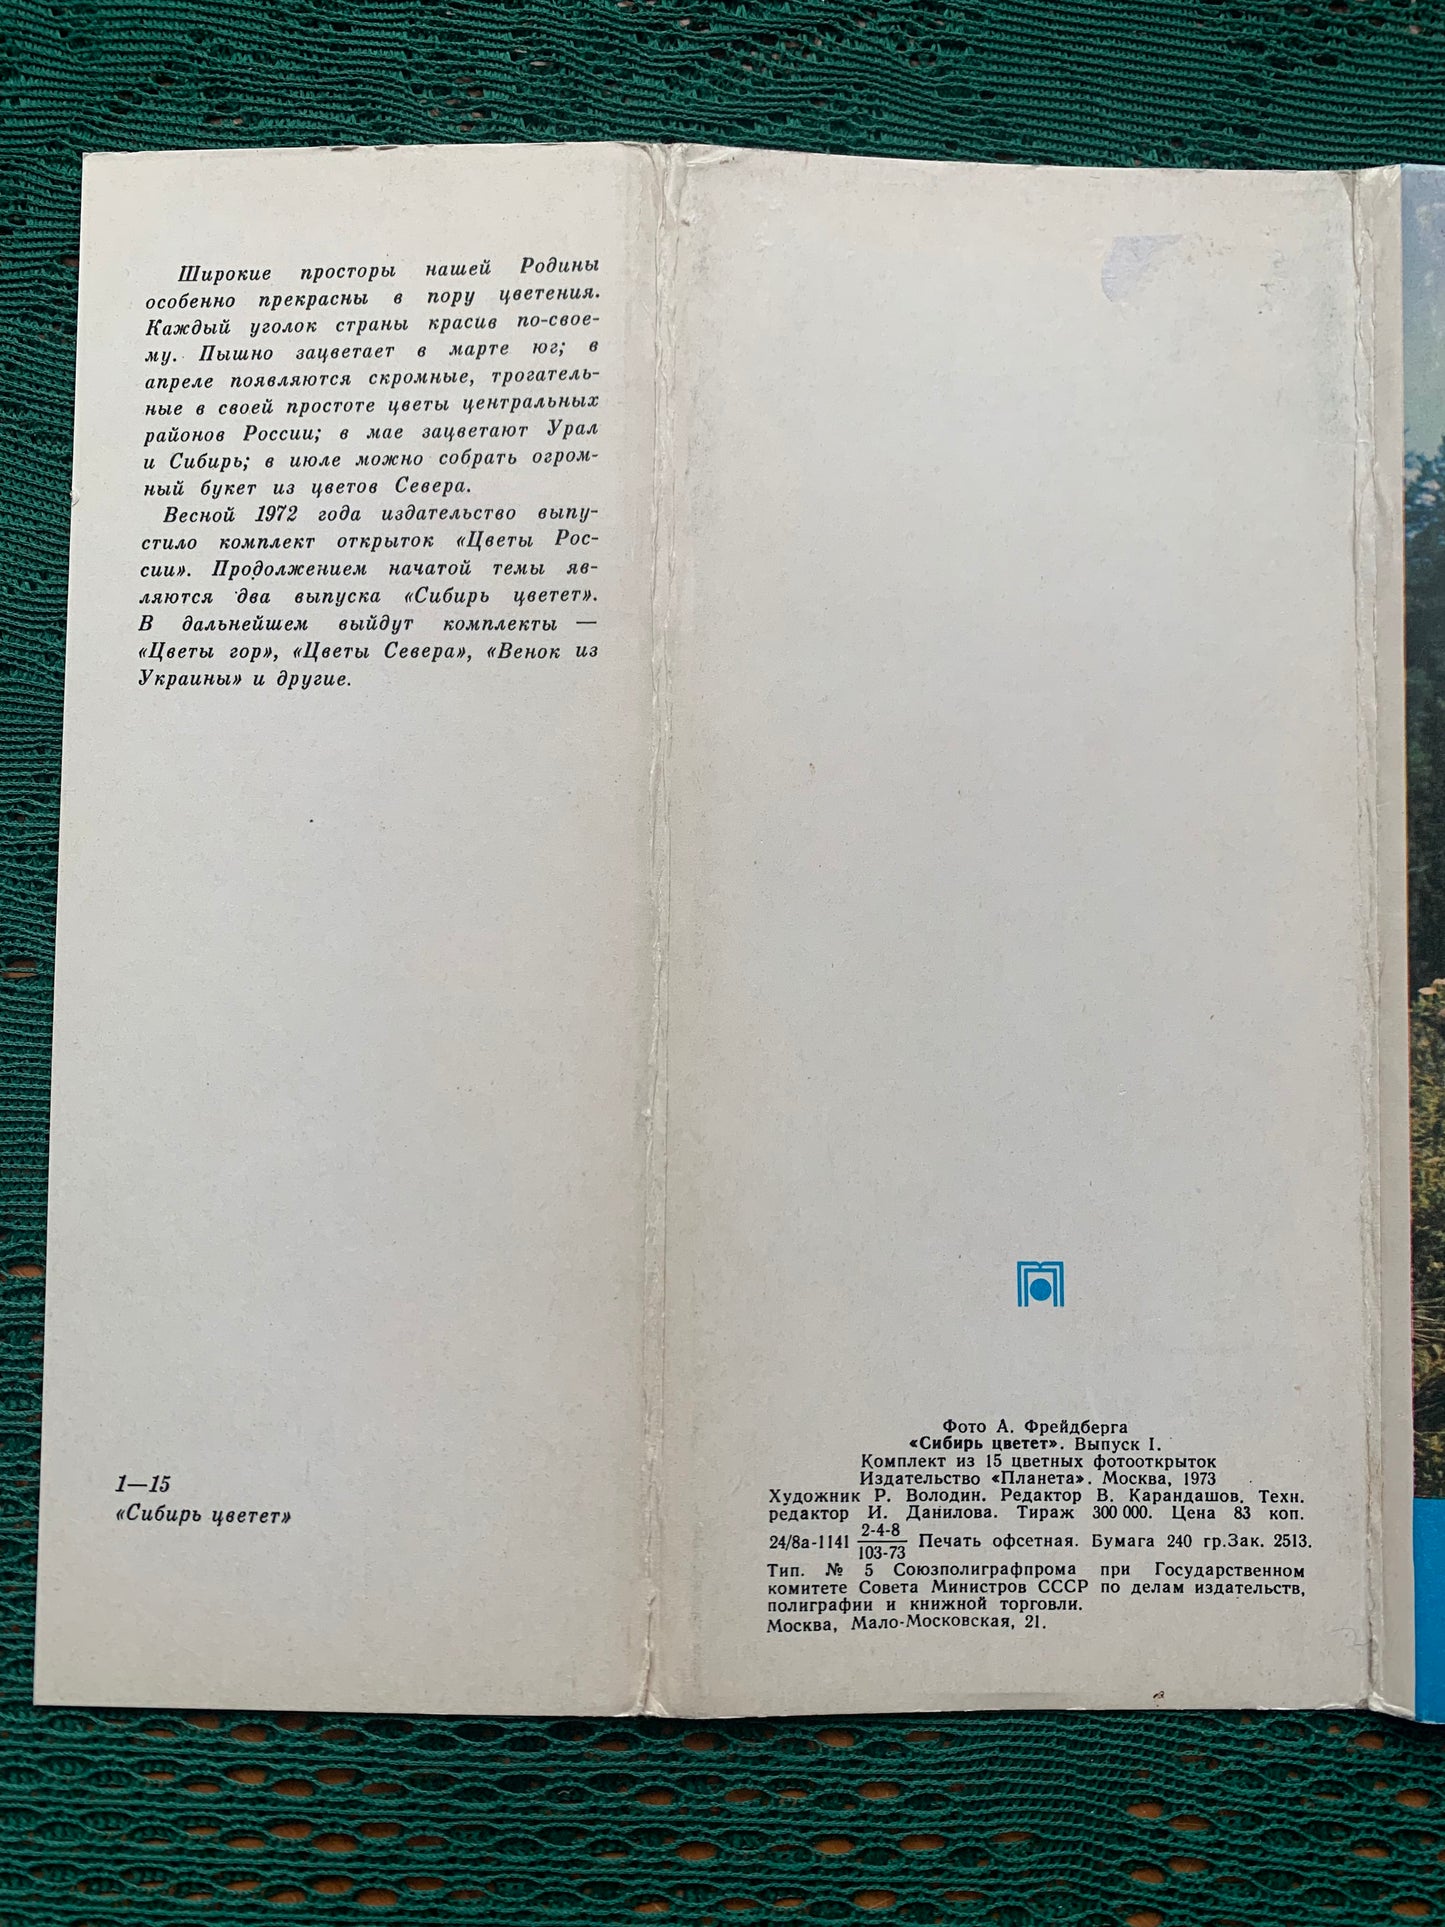 Широкие просторы нашей Родины
особенно прекрасны в пору цветения.
Каждый уголок страны красив по-свое-
му. Пышно зацветает в марте юг; в
апреле появляются скромные, трогатель-
ные в своей простоте цветы центральных
районов России; в мае зацветают Урал
и Сибирь; в июле можно собрать огром-
ный букет из цветов Севера.
Весной 1972 года издательство выпу-
стило комплект открыток «Цветы Рос-
сии». Продолжением начатой темы яв-
ляются два выпуска «Сибирь цветет».
В дальнейшем выйдут комплекты —
«Цветы гор», «Цветы Севера», «Венок из
Украины» и другие.
1—15
«Сибирь цветет»
Фото А. Фрейдберга
«Сибирь цветет». Выпуск I.
Комплект из 15 цветных фотооткрыток
Издательство «Планета». Москва, 1973
Художник Р. Володин. Редактор В. Карандашов. Техн.
редактор И. Данилова. Тираж 300 000. Цена 83 коп.
24/8а-1141 2-4-8/103-73 Печать офсетная. Бумага 240 гр.Зак. 2513.
Тип. № 5 Союзполиграфпрома при Государственном
комитете Совета Министров СССР по делам издательств,
полиграфии и книжной торговли.
Москва, Мало-Московская, 21.